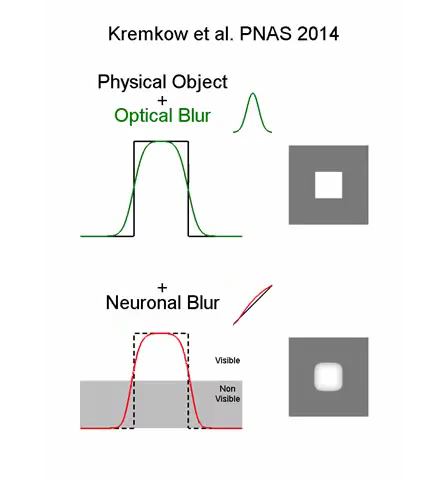 Kremkow et al. PNAS 2014
Physical Object
+
Optical Blur
+
Neuronal Blur
Visible
Non
Visible